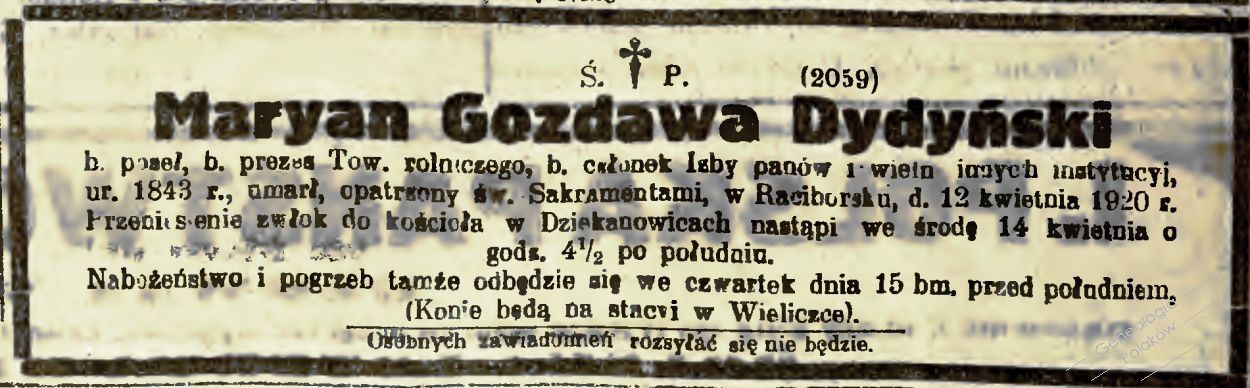 Ś. † P. (2059)
Maryan Gozdawa Dydyński
b. poseł, b. prezes Tow. rolniczego, b. członek Izby panów i wielu innych instytucyj,
ur. 1843 r., umarł, opatrzony św. Sakramentami, w Raciborsku, d. 12 kwietnia 1920 r.
Przeniesienie zwłok do kościoła w Dziekanowicach nastąpi we środę 14 kwietnia o
godz. 4½ po południu.
Nabożeństwo i pogrzeb tamże odbędzie się we czwartek dnia 15 bm. przed południem,
(Konie będą na stacyi w Wieliczce).
Osobnych zawiadomień rozsyłać się nie będzie.
Genealogia
Polaków